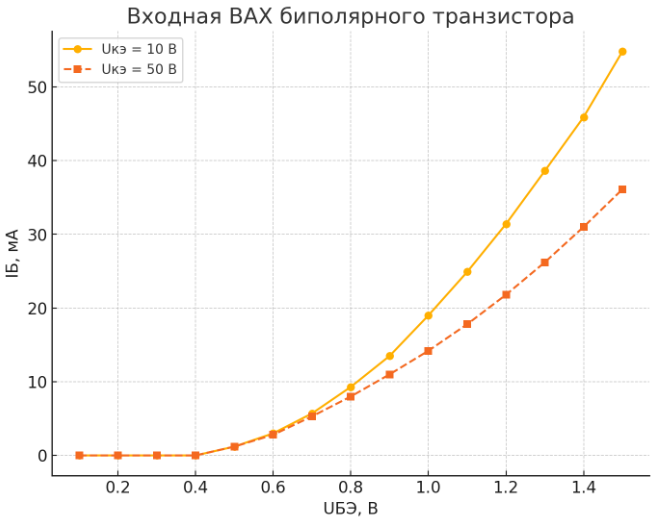 Входная ВАХ биполярного транзистора
Uкэ = 10 В
Uкэ = 50 В
IБ, мА
50
40
30
20
10
0
0.2 0.4 0.6 0.8 1.0 1.2 1.4
UБЭ, В